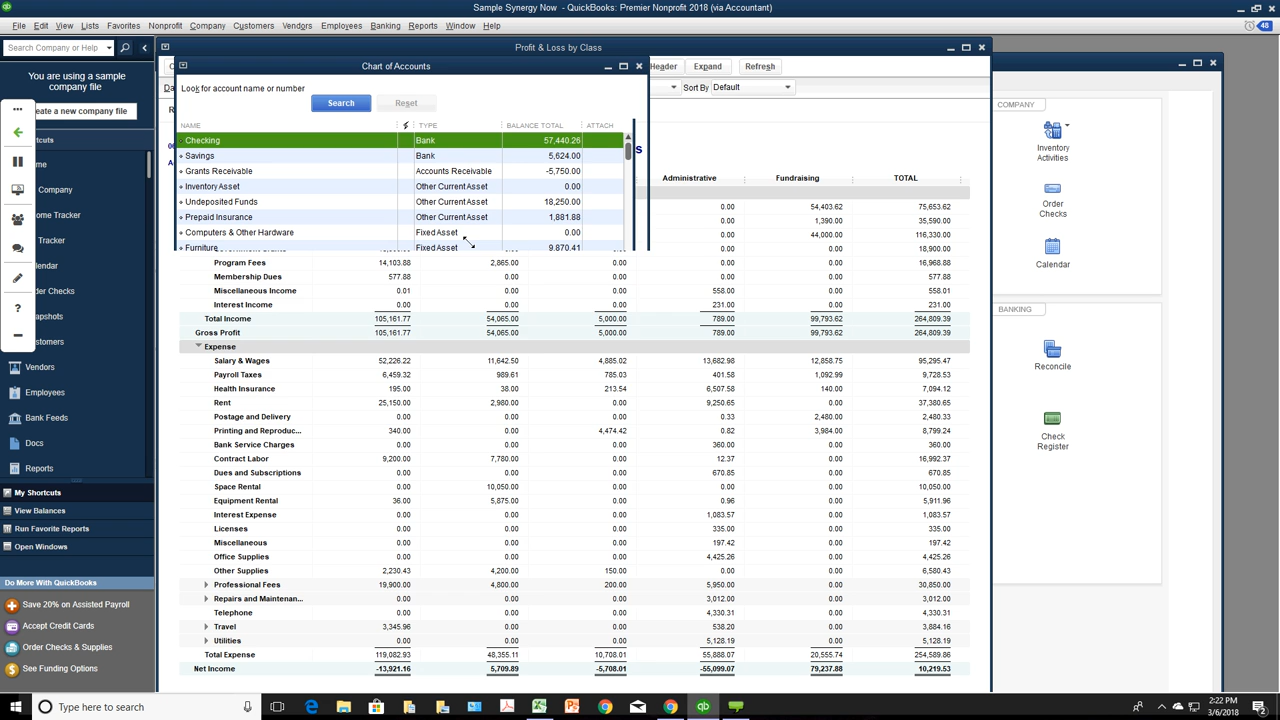 Sample Synergy Now - QuickBooks: Premier Nonprofit 2018 (via Accountant)
File Edit View Lists Favorites My Nonprofit Company Customers Vendors Employees Banking Reports Window Help 48
Search Company or Help
Profit & Loss by Class
You are using a sample company file
Create a new company file
Chart of Accounts
Header Expand Refresh
Sort By Default
Look for account name or number
Search Reset
NAME TYPE BALANCE TOTAL ATTACH
Checking Bank 57,440.26
Savings Bank 5,624.00
Grants Receivable Accounts Receivable -5,750.00
Inventory Asset Other Current Asset 0.00
Undeposited Funds Other Current Asset 18,250.00
Prepaid Insurance Other Current Asset 1,881.88
Computers & Other Hardware Fixed Asset 0.00
Furniture Fixed Asset 9,870.41
Administrative Fundraising TOTAL
0.00 54,403.62 75,653.62
0.00 1,390.00 35,590.00
0.00 44,000.00 116,330.00
0.00 0.00 18,900.00
Program Fees 14,103.88 2,865.00 0.00 0.00 0.00 16,968.88
Membership Dues 577.88 0.00 0.00 0.00 0.00 577.88
Miscellaneous Income 0.01 0.00 0.00 558.00 0.00 558.01
Interest Income 0.00 0.00 0.00 231.00 0.00 231.00
Total Income 105,161.77 54,065.00 5,000.00 789.00 99,793.62 264,809.39
Gross Profit 105,161.77 54,065.00 5,000.00 789.00 99,793.62 264,809.39
Expense
Salary & Wages 52,226.22 11,642.50 4,885.02 13,682.98 12,858.75 95,295.47
Payroll Taxes 6,459.32 989.61 785.03 401.58 1,092.99 9,728.53
Health Insurance 195.00 38.00 213.54 6,507.58 140.00 7,094.12
Rent 25,150.00 2,980.00 0.00 9,250.65 0.00 37,380.65
Postage and Delivery 0.00 0.00 0.00 0.33 2,480.00 2,480.33
Printing and Reproduc... 340.00 0.00 4,474.42 0.82 3,984.00 8,799.24
Bank Service Charges 0.00 0.00 0.00 360.00 0.00 360.00
Contract Labor 9,200.00 7,780.00 0.00 12.37 0.00 16,992.37
Dues and Subscriptions 0.00 0.00 0.00 670.85 0.00 670.85
Space Rental 0.00 10,050.00 0.00 0.00 0.00 10,050.00
Equipment Rental 36.00 5,875.00 0.00 0.96 0.00 5,911.96
Interest Expense 0.00 0.00 0.00 1,083.57 0.00 1,083.57
Licenses 0.00 0.00 0.00 335.00 0.00 335.00
Miscellaneous 0.00 0.00 0.00 197.42 0.00 197.42
Office Supplies 0.00 0.00 0.00 4,425.26 0.00 4,425.26
Other Supplies 2,230.43 4,200.00 150.00 0.00 0.00 6,580.43
Professional Fees 19,900.00 4,800.00 200.00 5,950.00 0.00 30,850.00
Repairs and Maintenan... 0.00 0.00 0.00 3,012.00 0.00 3,012.00
Telephone 0.00 0.00 0.00 4,330.31 0.00 4,330.31
Travel 3,345.96 0.00 0.00 538.20 0.00 3,884.16
Utilities 0.00 0.00 0.00 5,128.19 0.00 5,128.19
Total Expense 119,082.93 48,355.11 10,708.01 55,888.07 20,555.74 254,589.86
Net Income -13,921.16 5,709.89 -5,708.01 -55,099.07 79,237.88 10,219.53
COMPANY
Inventory Activities
Order Checks
Calendar
BANKING
Reconcile
Check Register
Vendors
Employees
Bank Feeds
Docs
Reports
My Shortcuts
View Balances
Run Favorite Reports
Open Windows
Do More With QuickBooks
Save 20% on Assisted Payroll
Accept Credit Cards
Order Checks & Supplies
See Funding Options
Type here to search
2:22 PM
3/6/2018